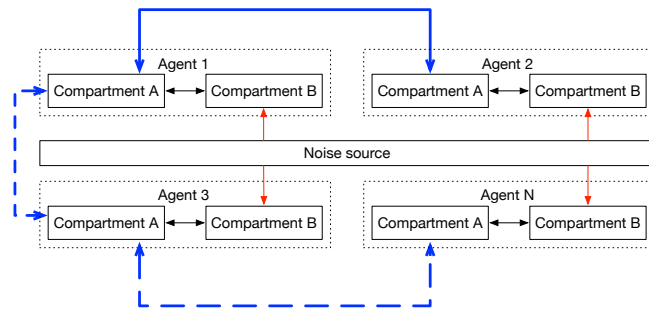 Agent 1
Agent 2
Compartment A
Compartment B
Compartment A
Compartment B
Noise source
Agent 3
Agent N
Compartment A
Compartment B
Compartment A
Compartment B